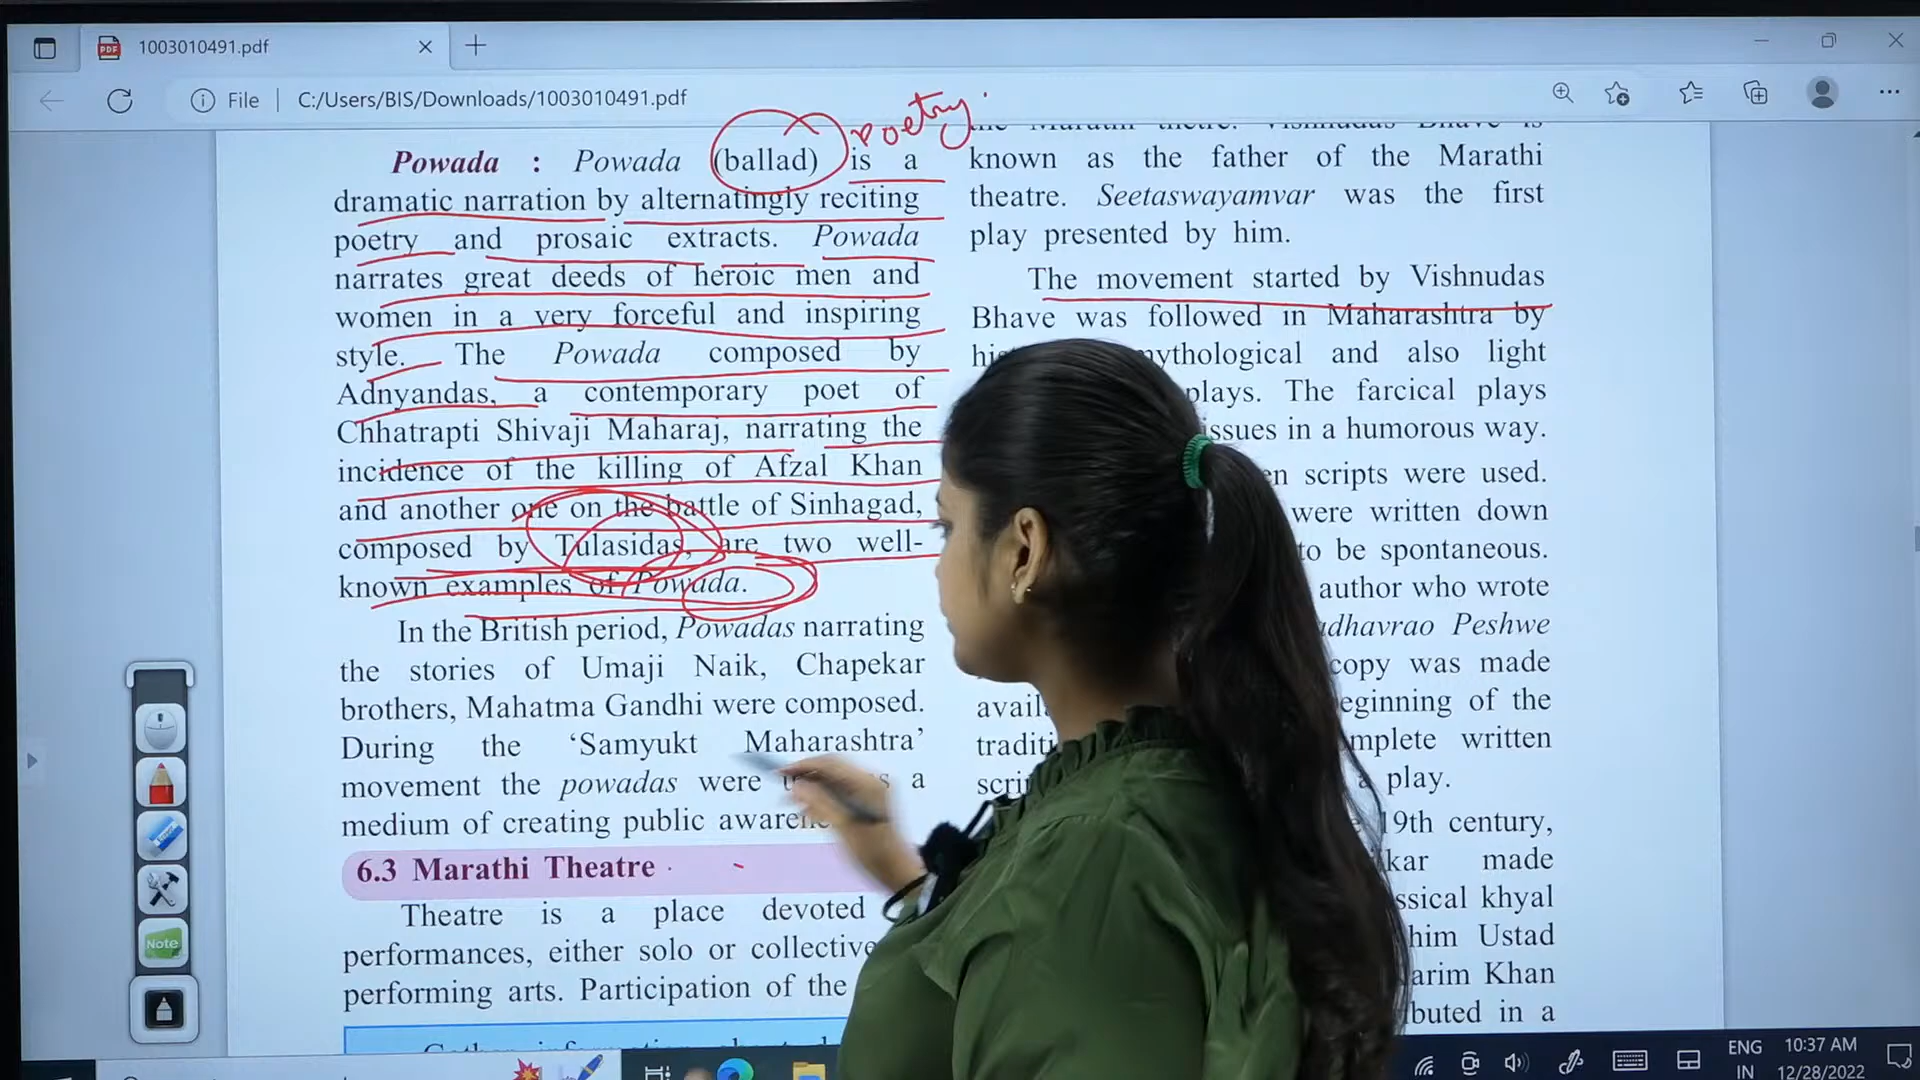 1003010491.pdf
File
C:/Users/BIS/Downloads/1003010491.pdf
poetry.
Powada : Powada (ballad) is a
dramatic narration by alternatingly reciting
poetry and prosaic extracts. Powada
narrates great deeds of heroic men and
women in a very forceful and inspiring
style. The Powada composed by
Adnyandas, a contemporary poet of
Chhatrapti Shivaji Maharaj, narrating the
incidence of the killing of Afzal Khan
and another one on the battle of Sinhagad,
composed by Tulasidas, are two well-
known examples of Powada.
In the British period, Powadas narrating
the stories of Umaji Naik, Chapekar
brothers, Mahatma Gandhi were composed.
During the ‘Samyukt Maharashtra’
movement the powadas were a
medium of creating public
6.3 Marathi Theatre
Theatre is a place devoted
performances, either solo or collective
performing arts. Participation of the
known as the father of the Marathi
theatre. Seetaswayamvar was the first
play presented by him.
The movement started by Vishnudas
Bhave was followed in Maharashtra by
mythological and also light
plays. The farcical plays
issues in a humorous way.
scripts were used.
were written down
to be spontaneous.
author who wrote
Peshwe
copy was made
of the
written
a play.
19th century,
made
khyal
him Ustad
Khan
in a
Note
ENG
IN
10:37 AM
12/28/2022